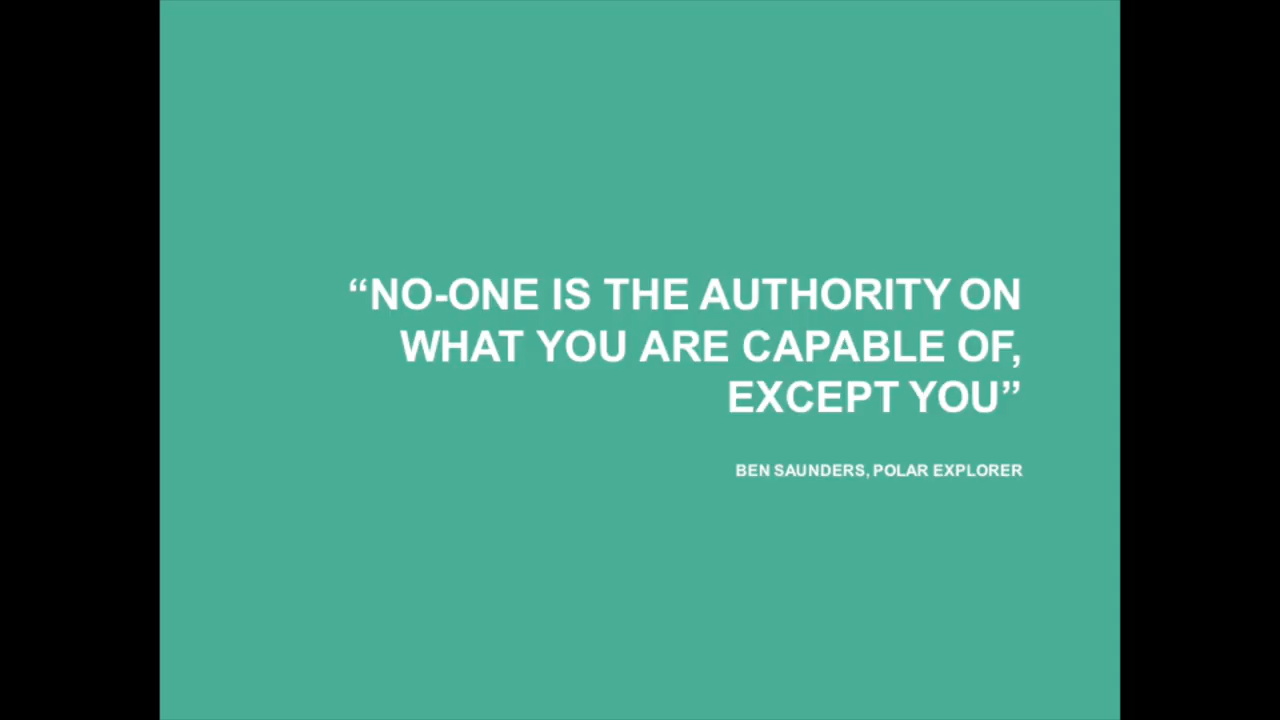 “NO-ONE IS THE AUTHORITY ON
WHAT YOU ARE CAPABLE OF,
EXCEPT YOU”
BEN SAUNDERS, POLAR EXPLORER